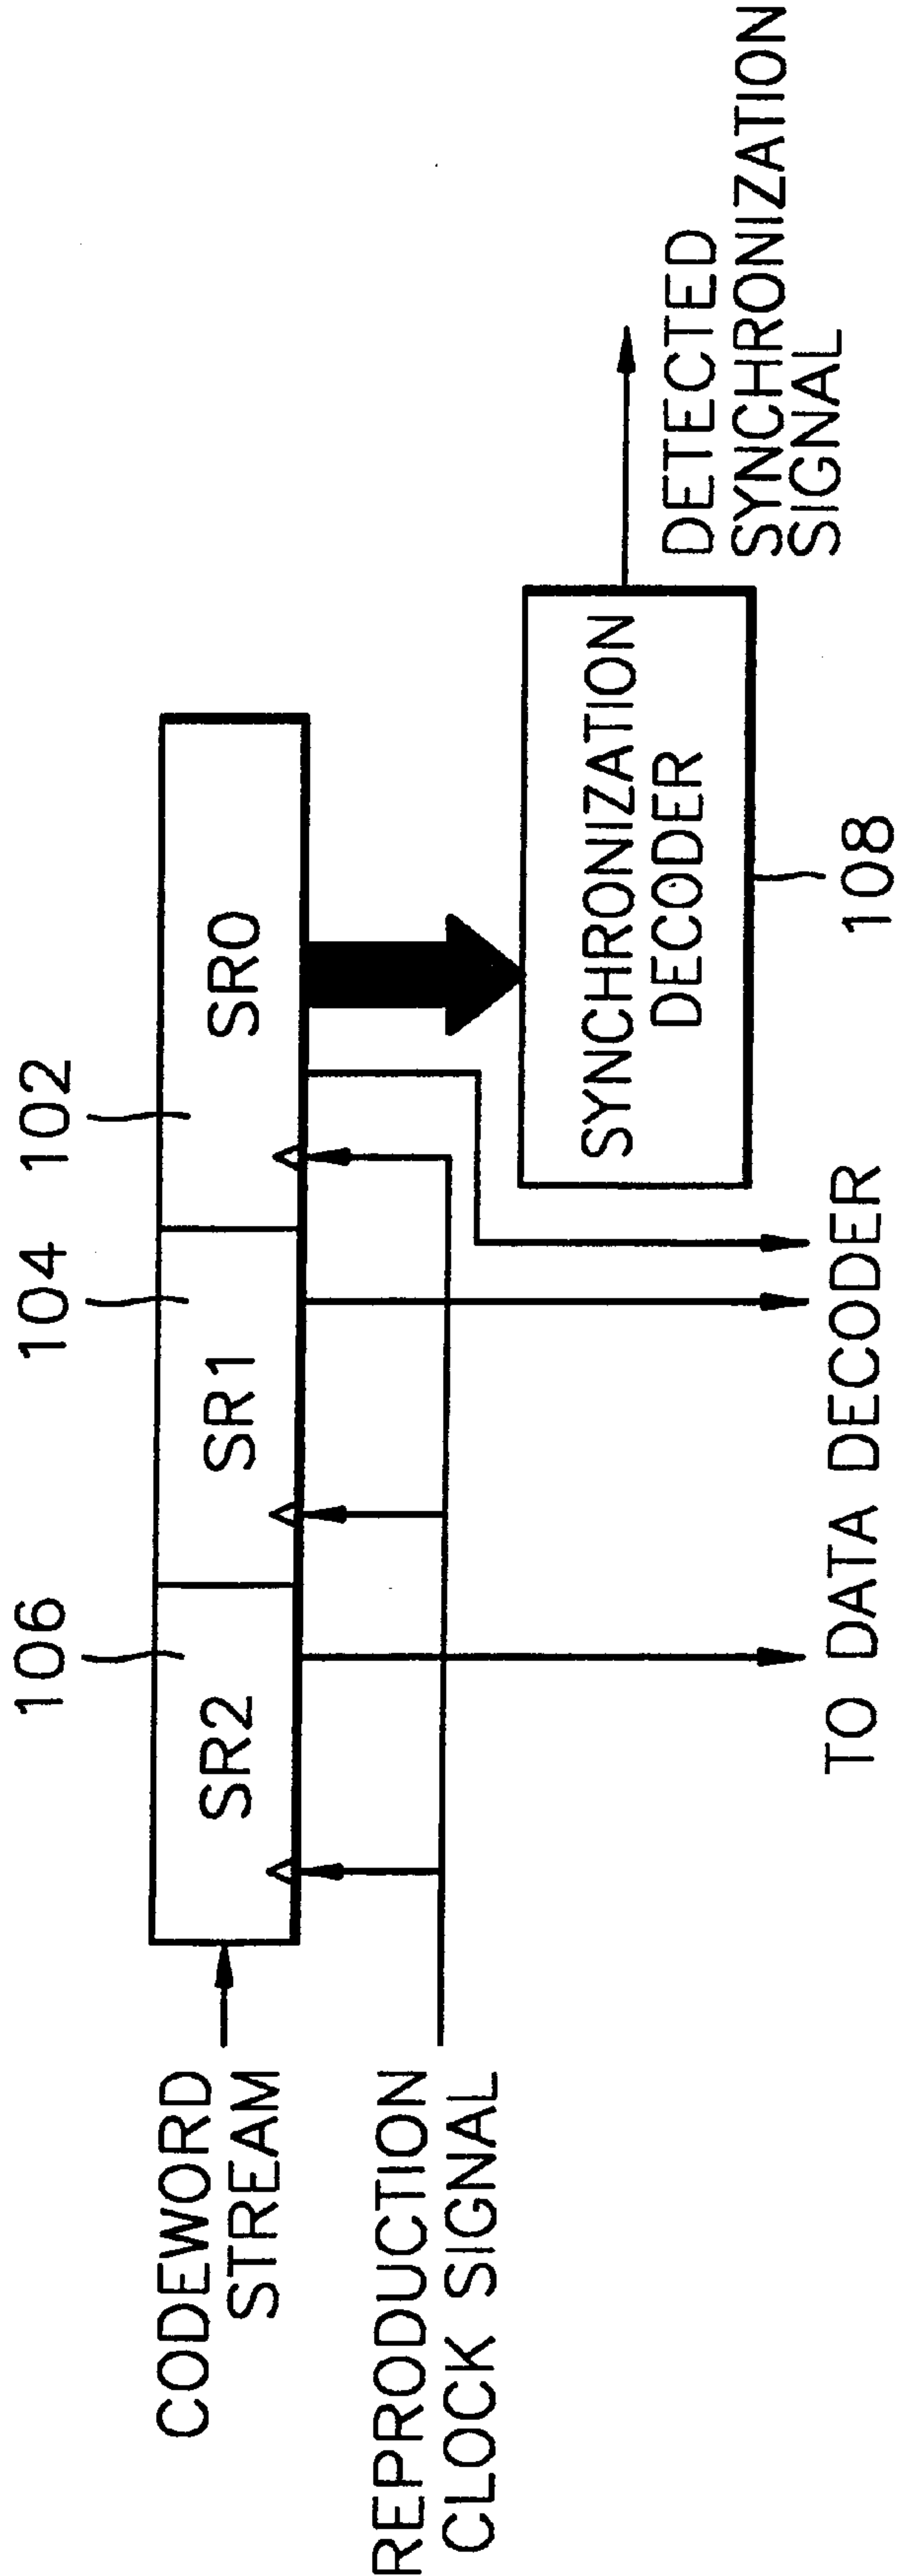 106
104
102
CODEWORD
STREAM
SR2
SR1
SR0
REPRODUCTION
CLOCK SIGNAL
SYNCHRONIZATION
DECODER
DETECTED
SYNCHRONIZATION
SIGNAL
TO DATA DECODER
108